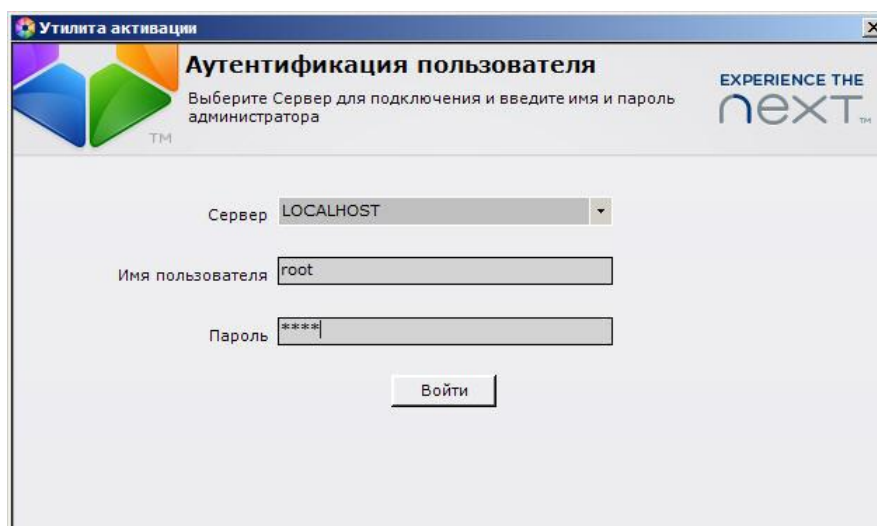 Утилита активации
Аутентификация пользователя
Выберите Сервер для подключения и введите имя и пароль
администратора
EXPERIENCE THE
next™
TM
Сервер LOCALHOST
Имя пользователя root
Пароль ****
Войти